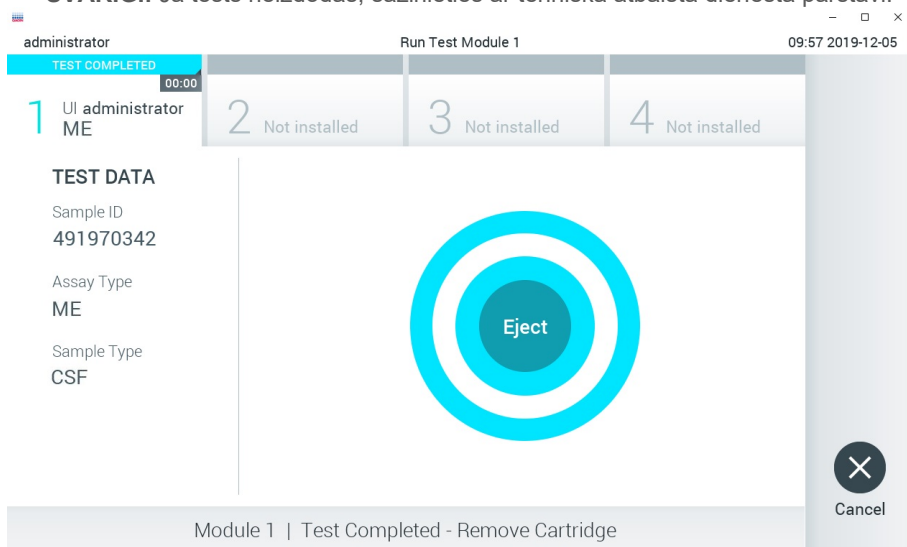 administrator Run Test Module 1 09:57 2019-12-05
TEST COMPLETED
00:00
1 UI administrator
ME
2 Not installed
3 Not installed
4 Not installed
TEST DATA
Sample ID
491970342
Assay Type
ME
Sample Type
CSF
Eject
Cancel
Module 1 | Test Completed - Remove Cartridge